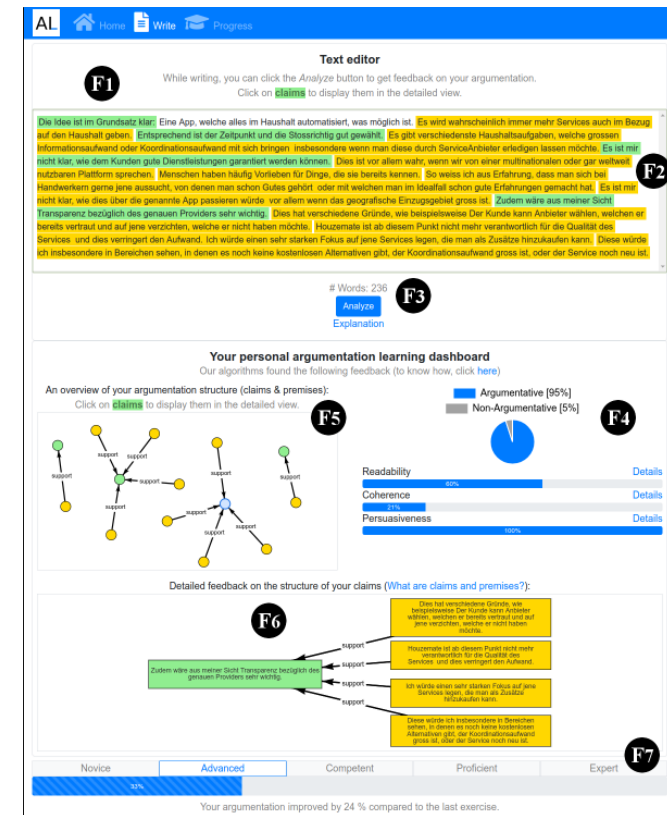 AL Home Write Progress
Text editor
F1
While writing, you can click the Analyze button to get feedback on your argumentation.
Click on claims to display them in the detailed view.
Die Idee ist im Grundsatz klar: Eine App, welche alles im Haushalt automatisiert, was möglich ist. Es wird wahrscheinlich immer mehr Services auch im Bezug
auf den Haushalt geben. Entsprechend ist der Zeitpunkt und die Stossrichtig gut gewählt. Es gibt verschiedenste Haushaltsaufgaben, welche grossen
Informationsaufwand oder Koordinationsaufwand mit sich bringen insbesondere wenn man diese durch ServiceAnbieter erledigen lassen möchte. Es ist mir
nicht klar, wie dem Kunden gute Dienstleistungen garantiert werden können. Dies ist vor allem wahr, wenn wir von einer multinationalen oder gar weltweit
nutzbaren Plattform sprechen. Menschen haben häufig Vorlieben für Dinge, die sie bereits kennen. So weiss ich aus Erfahrung, dass man sich bei
Handwerkern gerne jene aussucht, von denen man schon Gutes gehört oder mit welchen man im Idealfall schon gute Erfahrungen gemacht hat. Es ist mir
nicht klar, wie dies über die genannte App passieren würde vor allem wenn das geografische Einzugsgebiet gross ist. Zudem wäre aus meiner Sicht
Transparenz bezüglich des genauen Providers sehr wichtig. Dies hat verschiedene Gründe, wie beispielsweise Der Kunde kann Anbieter wählen, welchen er
bereits vertraut und auf jene verzichten, welche er nicht haben möchte. Houzemate ist ab diesem Punkt nicht mehr verantwortlich für die Qualität des
Services und dies verringert den Aufwand. Ich würde einen sehr starken Fokus auf jene Services legen, die man als Zusätze hinzukaufen kann. Diese würde
ich insbesondere in Bereichen sehen, in denen es noch keine kostenlosen Alternativen gibt, der Koordinationsaufwand gross ist, oder der Service noch neu ist.
F2
# Words: 236
Analyze
F3
Explanation
Your personal argumentation learning dashboard
Our algorithms found the following feedback (to know how, click here)
An overview of your argumentation structure (claims & premises):
Click on claims to display them in the detailed view.
F5
support
support
support
support
support
support
support
support
support
Argumentative [95%]
Non-Argumentative [5%]
F4
Readability Details
60%
Coherence Details
21%
Persuasiveness Details
100%
Detailed feedback on the structure of your claims (What are claims and premises?):
F6
Zudem wäre aus meiner Sicht Transparenz bezüglich des
genauen Providers sehr wichtig.
support
support
support
support
Dies hat verschiedene Gründe, wie
beispielsweise Der Kunde kann Anbieter
wählen, welchen er bereits vertraut und auf
jene verzichten, welche er nicht haben
möchte.
Houzemate ist ab diesem Punkt nicht mehr
verantwortlich für die Qualität des
Services und dies verringert den Aufwand.
Ich würde einen sehr starken Fokus auf jene
Services legen, die man als Zusätze
hinzukaufen kann.
Diese würde ich insbesondere in Bereichen
sehen, in denen es noch keine kostenlosen
Alternativen gibt, der Koordinationsaufwand
gross ist, oder der Service noch neu ist.
F7
Novice Advanced Competent Proficient Expert
33%
Your argumentation improved by 24 % compared to the last exercise.